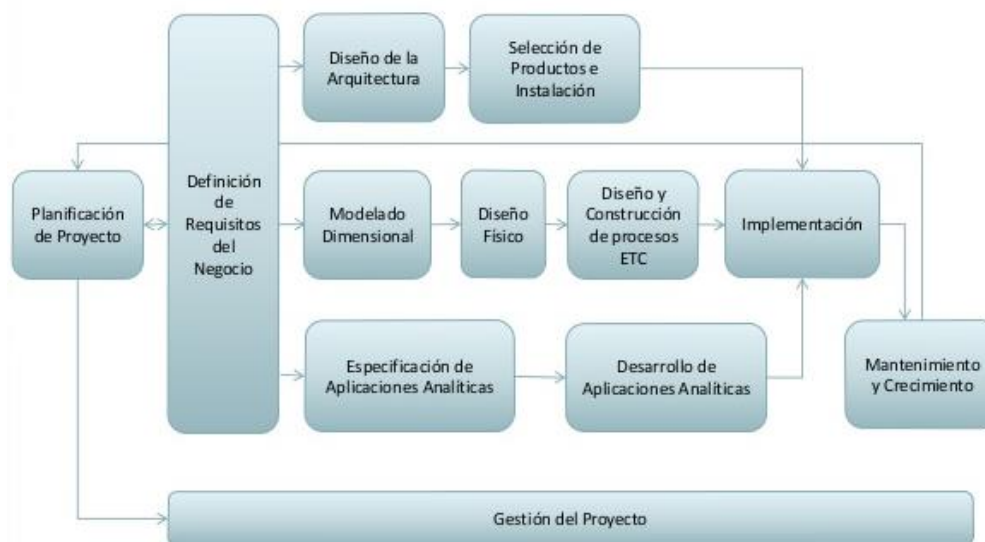 Diseño de la
Arquitectura
Selección de
Productos e
Instalación
Planificación
de Proyecto
Definición
de
Requisitos
del
Negocio
Modelado
Dimensional
Diseño
Físico
Diseño y
Construcción
de procesos
ETC
Implementación
Especificación de
Aplicaciones Analíticas
Desarrollo de
Aplicaciones Analíticas
Mantenimiento
y Crecimiento
Gestión del Proyecto